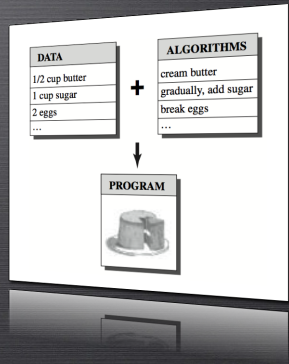 DATA
1/2 cup butter
1 cup sugar
2 eggs
...
+
ALGORITHMS
cream butter
gradually, add sugar
break eggs
...
PROGRAM